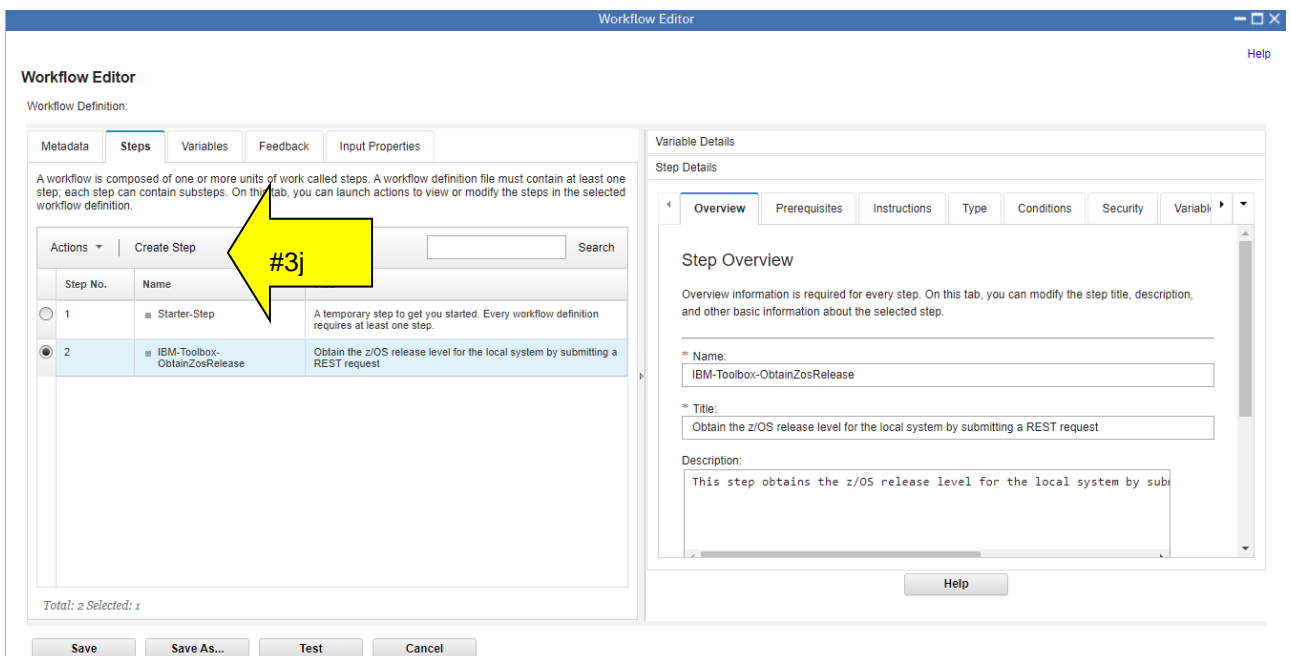 Workflow Editor
Help
Workflow Editor
Workflow Definition:
Metadata Steps Variables Feedback Input Properties
A workflow is composed of one or more units of work called steps. A workflow definition file must contain at least one
step; each step can contain substeps. On this tab, you can launch actions to view or modify the steps in the selected
workflow definition.
Actions Create Step Search
#3j
Step No. Name
1 Starter-Step A temporary step to get you started. Every workflow definition
requires at least one step.
2 IBM-Toolbox-
ObtainZosRelease
Obtain the z/OS release level for the local system by submitting a
REST request
Total: 2 Selected: 1
Variable Details
Step Details
Overview Prerequisites Instructions Type Conditions Security
Step Overview
Overview information is required for every step. On this tab, you can modify the step title, description,
and other basic information about the selected step.
* Name:
IBM-Toolbox-ObtainZosRelease
* Title:
Obtain the z/OS release level for the local system by submitting a REST request
Description:
This step obtains the z/OS release level for the local system by
Help
Save Save As... Test Cancel